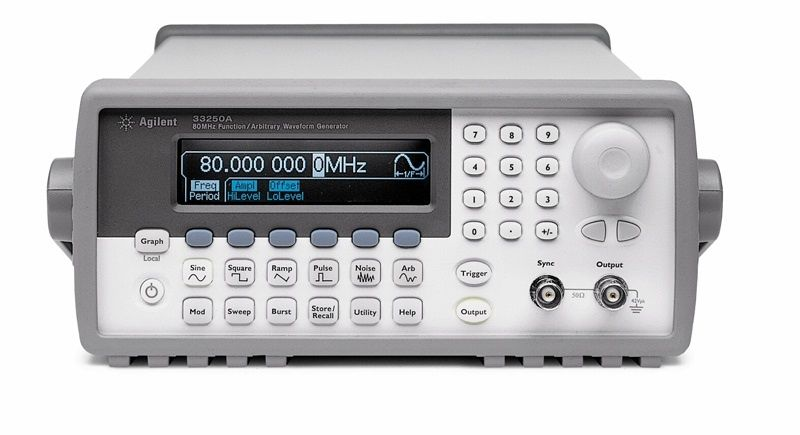 Agilent
33250A
80MHz Function / Arbitrary Waveform Generator
80.000 000 0MHz
1/F
Freq Ampl Offset
Period HiLevel LoLevel
7 8 9
4 5 6
1 2 3
0 . +/-
Graph
Local
Sine Square Ramp Pulse Noise Arb
Trigger
Sync Output
50Ω
42Vpk
Mod Sweep Burst Store/
Recall Utility Help
Output